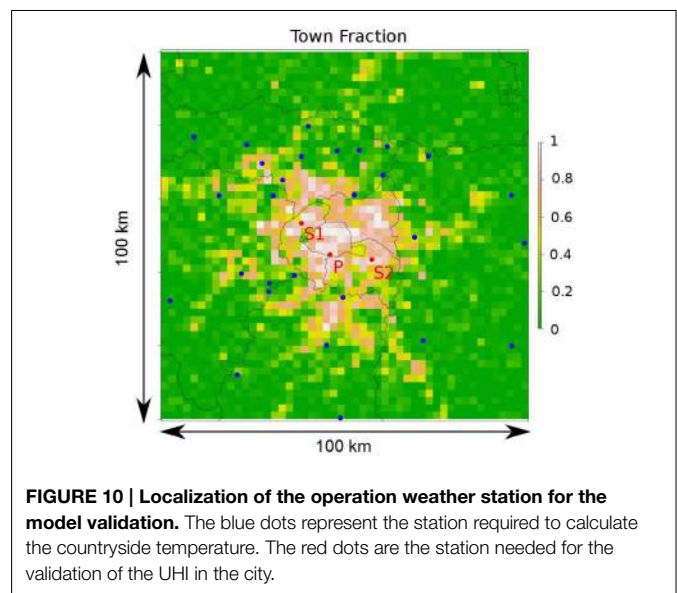 Town Fraction
100 km
1
0.8
0.6
0.4
0.2
0
S1
P
S2
100 km
FIGURE 10 | Localization of the operation weather station for the
model validation. The blue dots represent the station required to calculate
the countryside temperature. The red dots are the station needed for the
validation of the UHI in the city.